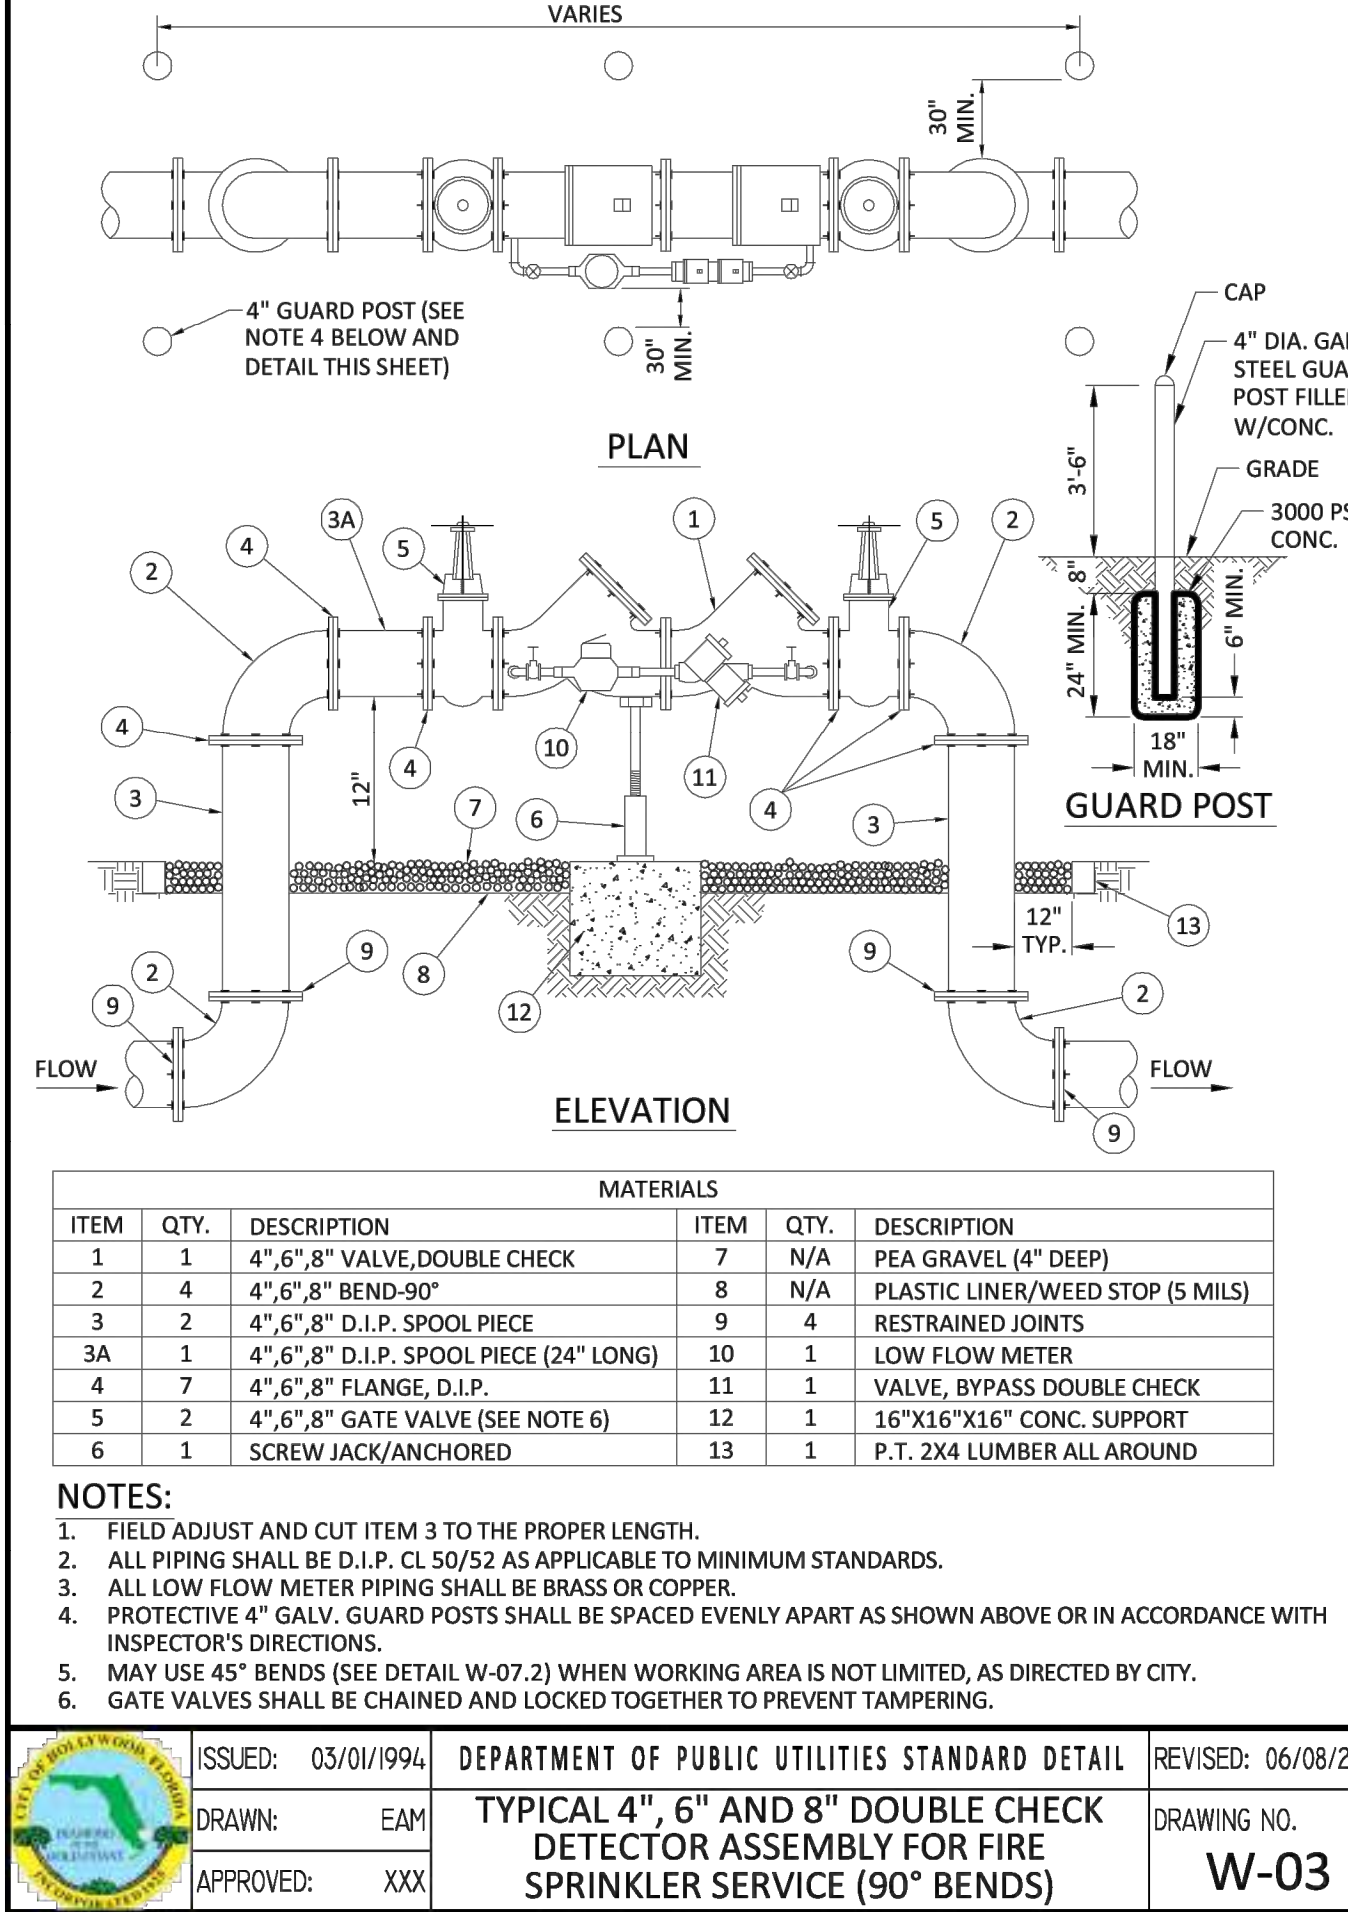 VARIES
30" MIN.
4" GUARD POST (SEE
NOTE 4 BELOW AND
DETAIL THIS SHEET)
30" MIN.
PLAN
CAP
4" DIA.
STEEL
POST
W/CONC.
GRADE
3000
CONC.
3'-6"
8"
24" MIN.
6" MIN.
18"
MIN.
GUARD POST
3A
1
5
2
4
5
2
4
4
10
11
4
3
12"
7
6
3
12"
TYP.
13
9
8
12
9
2
2
9
9
FLOW
FLOW
ELEVATION
MATERIALS
ITEM QTY. DESCRIPTION ITEM QTY. DESCRIPTION
1 1 4",6",8" VALVE,DOUBLE CHECK 7 N/A PEA GRAVEL (4" DEEP)
2 4 4",6",8" BEND-90° 8 N/A PLASTIC LINER/WEED STOP (5 MILS)
3 2 4",6",8" D.I.P. SPOOL PIECE 9 4 RESTRAINED JOINTS
3A 1 4",6",8" D.I.P. SPOOL PIECE (24" LONG) 10 1 LOW FLOW METER
4 7 4",6",8" FLANGE, D.I.P. 11 1 VALVE, BYPASS DOUBLE CHECK
5 2 4",6",8" GATE VALVE (SEE NOTE 6) 12 1 16"X16"X16" CONC. SUPPORT
6 1 SCREW JACK/ANCHORED 13 1 P.T. 2X4 LUMBER ALL AROUND
NOTES:
1. FIELD ADJUST AND CUT ITEM 3 TO THE PROPER LENGTH.
2. ALL PIPING SHALL BE D.I.P. CL 50/52 AS APPLICABLE TO MINIMUM STANDARDS.
3. ALL LOW FLOW METER PIPING SHALL BE BRASS OR COPPER.
4. PROTECTIVE 4" GALV. GUARD POSTS SHALL BE SPACED EVENLY APART AS SHOWN ABOVE OR IN ACCORDANCE WITH
INSPECTOR'S DIRECTIONS.
5. MAY USE 45° BENDS (SEE DETAIL W-07.2) WHEN WORKING AREA IS NOT LIMITED, AS DIRECTED BY CITY.
6. GATE VALVES SHALL BE CHAINED AND LOCKED TOGETHER TO PREVENT TAMPERING.
CITY OF HOLLYWOOD, FLORIDA
DIAMOND
OF THE
GOLD COAST
INCORPORATED
ISSUED: 03/01/1994
DRAWN: EAM
APPROVED: XXX
DEPARTMENT OF PUBLIC UTILITIES STANDARD DETAIL
TYPICAL 4", 6" AND 8" DOUBLE CHECK
DETECTOR ASSEMBLY FOR FIRE
SPRINKLER SERVICE (90° BENDS)
REVISED: 06/08/2
DRAWING NO.
W-03